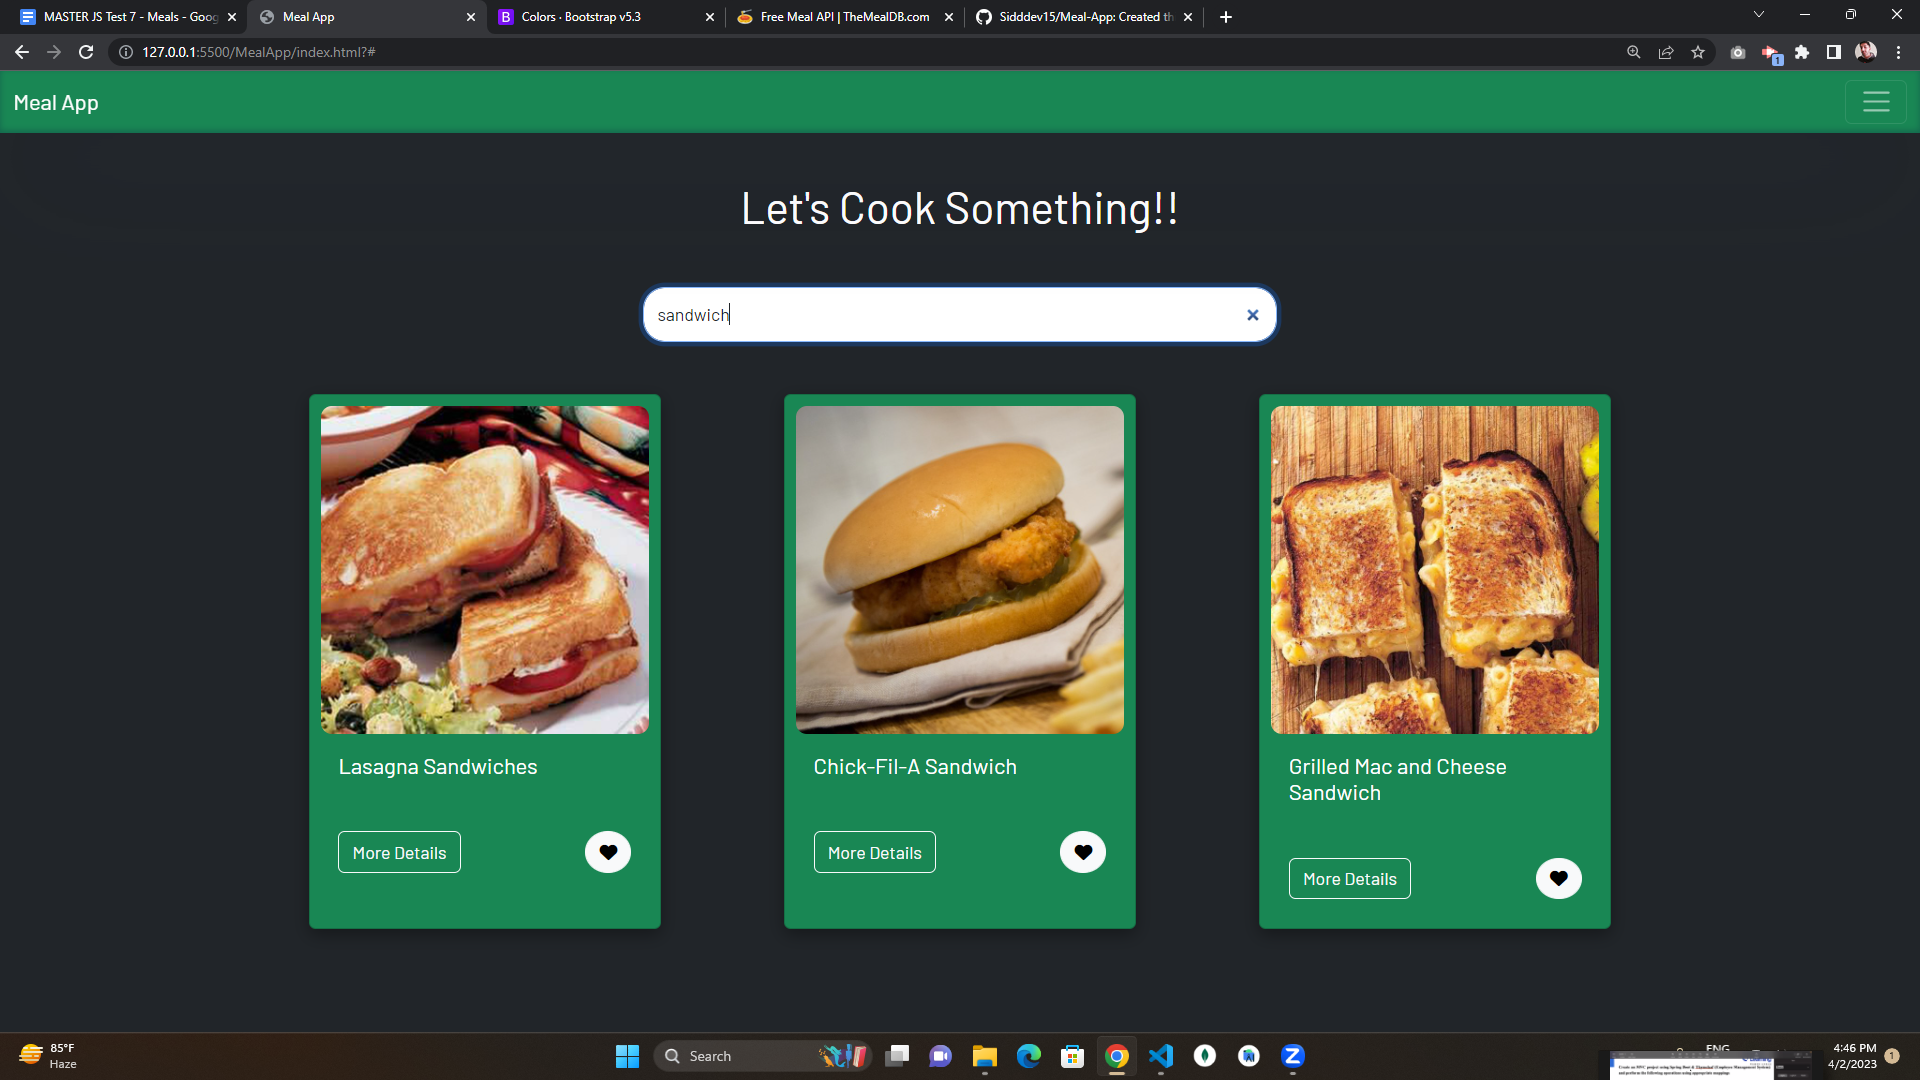 MASTER JS Test 7 - Meals - Goog
Meal App
Colors · Bootstrap v5.3
Free Meal API | TheMealDB.com
Sidddev15/Meal-App: Created th
127.0.0.1:5500/MealApp/index.html?#
1
Meal App
Let's Cook Something!!
sandwich
Lasagna Sandwiches
Chick-Fil-A Sandwich
Grilled Mac and Cheese
Sandwich
More Details
More Details
More Details
85°F
Haze
Search
ENG
4:46 PM
4/2/2023
1